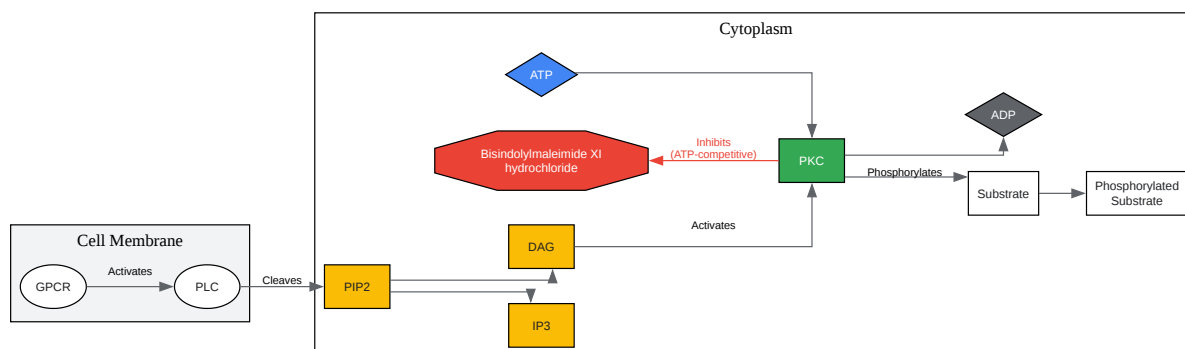 Cytoplasm
ATP
ADP
Bisindolylmaleimide XI
hydrochloride
Inhibits
(ATP-competitive)
PKC
Phosphorylates
Substrate
Phosphorylated
Substrate
Cell Membrane
GPCR
Activates
PLC
Cleaves
PIP2
DAG
Activates
IP3